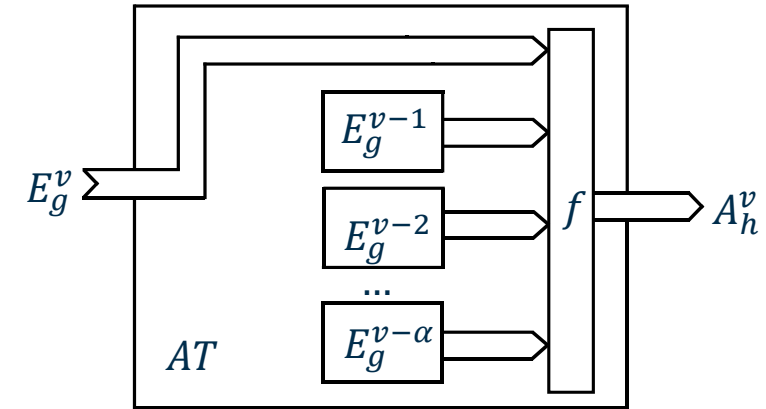 E_g^{v-1}
E_g^v
E_g^{v-2}
f
A_h^v
...
E_g^{v-α}
AT